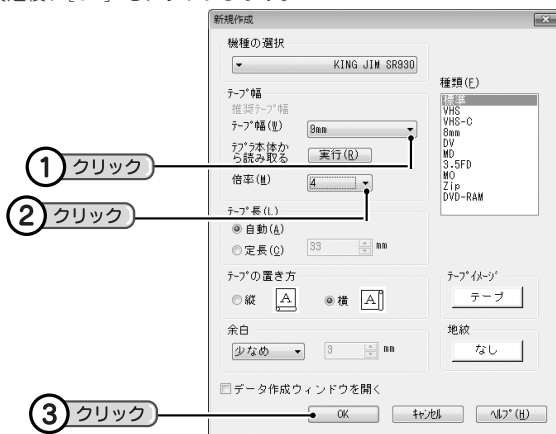 新規作成
機種の選択
KING JIM SR930
種類(E)
標準
VHS
VHS-C
8mm
DV
MD
3.5FD
MO
Zip
DVD-RAM
テープ幅
推奨テープ幅
テープ幅(W)
9mm
テプラ本体か
ら読み取る
実行(R)
倍率(M)
4
① クリック
② クリック
テープ長(L)
自動(A)
定長(C)
33
mm
テープの置き方
縦
A
横
A
テープイメージ
テープ
余白
少なめ
3
mm
地紋
なし
データ作成ウィンドウを開く
③ クリック
OK
キャンセル
ヘルプ(H)